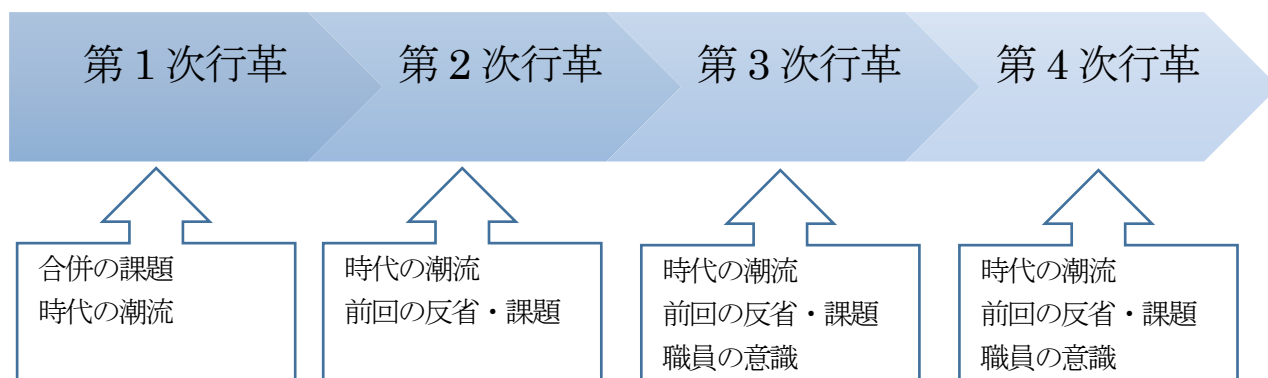 第1次行革
第2次行革
第3次行革
第4次行革
合併の課題
時代の潮流
時代の潮流
前回の反省・課題
時代の潮流
前回の反省・課題
職員の意識
時代の潮流
前回の反省・課題
職員の意識